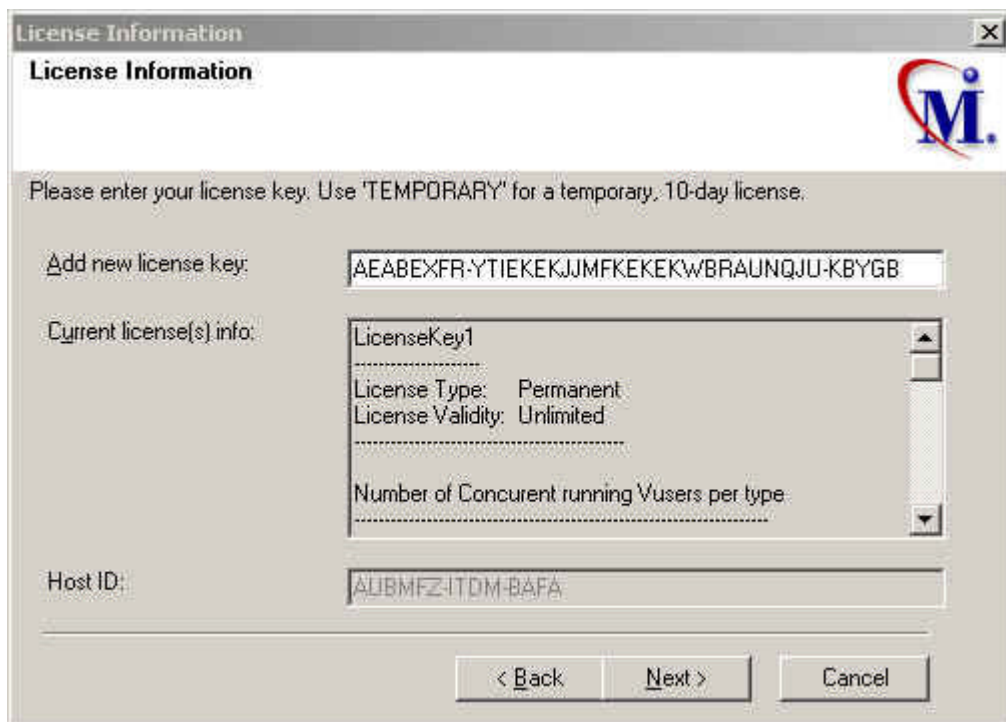 License Information
License Information
M.
Please enter your license key. Use 'TEMPORARY' for a temporary, 10-day license.
Add new license key: AEABEXFR-YTIEKEKJJMFKEKEKWBRAUNQJU-KBYGB
Current license(s) info: LicenseKey1
---------------------
License Type: Permanent
License Validity: Unlimited
----------------------------------------------
Number of Concurent running Vusers per type
----------------------------------------------------------------------
Host ID: AUBMFZ-ITDM-BAFA
< Back Next > Cancel